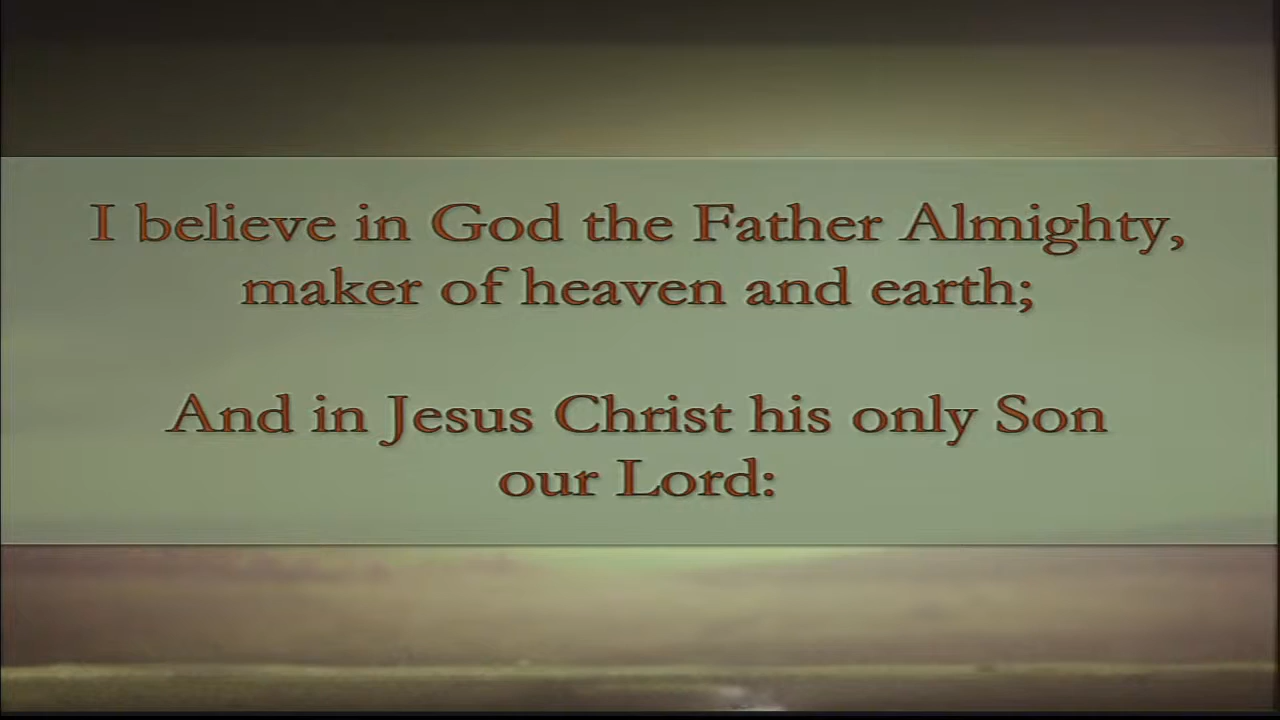 I believe in God the Father Almighty,
maker of heaven and earth;
And in Jesus Christ his only Son
our Lord: